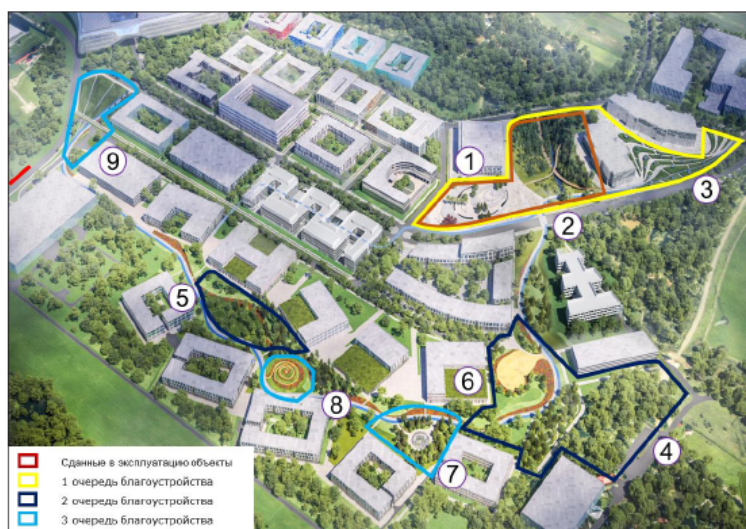 1
2
3
9
5
6
8
7
4
Сданные в эксплуатацию объекты
1 очередь благоустройства
2 очередь благоустройства
3 очередь благоустройства